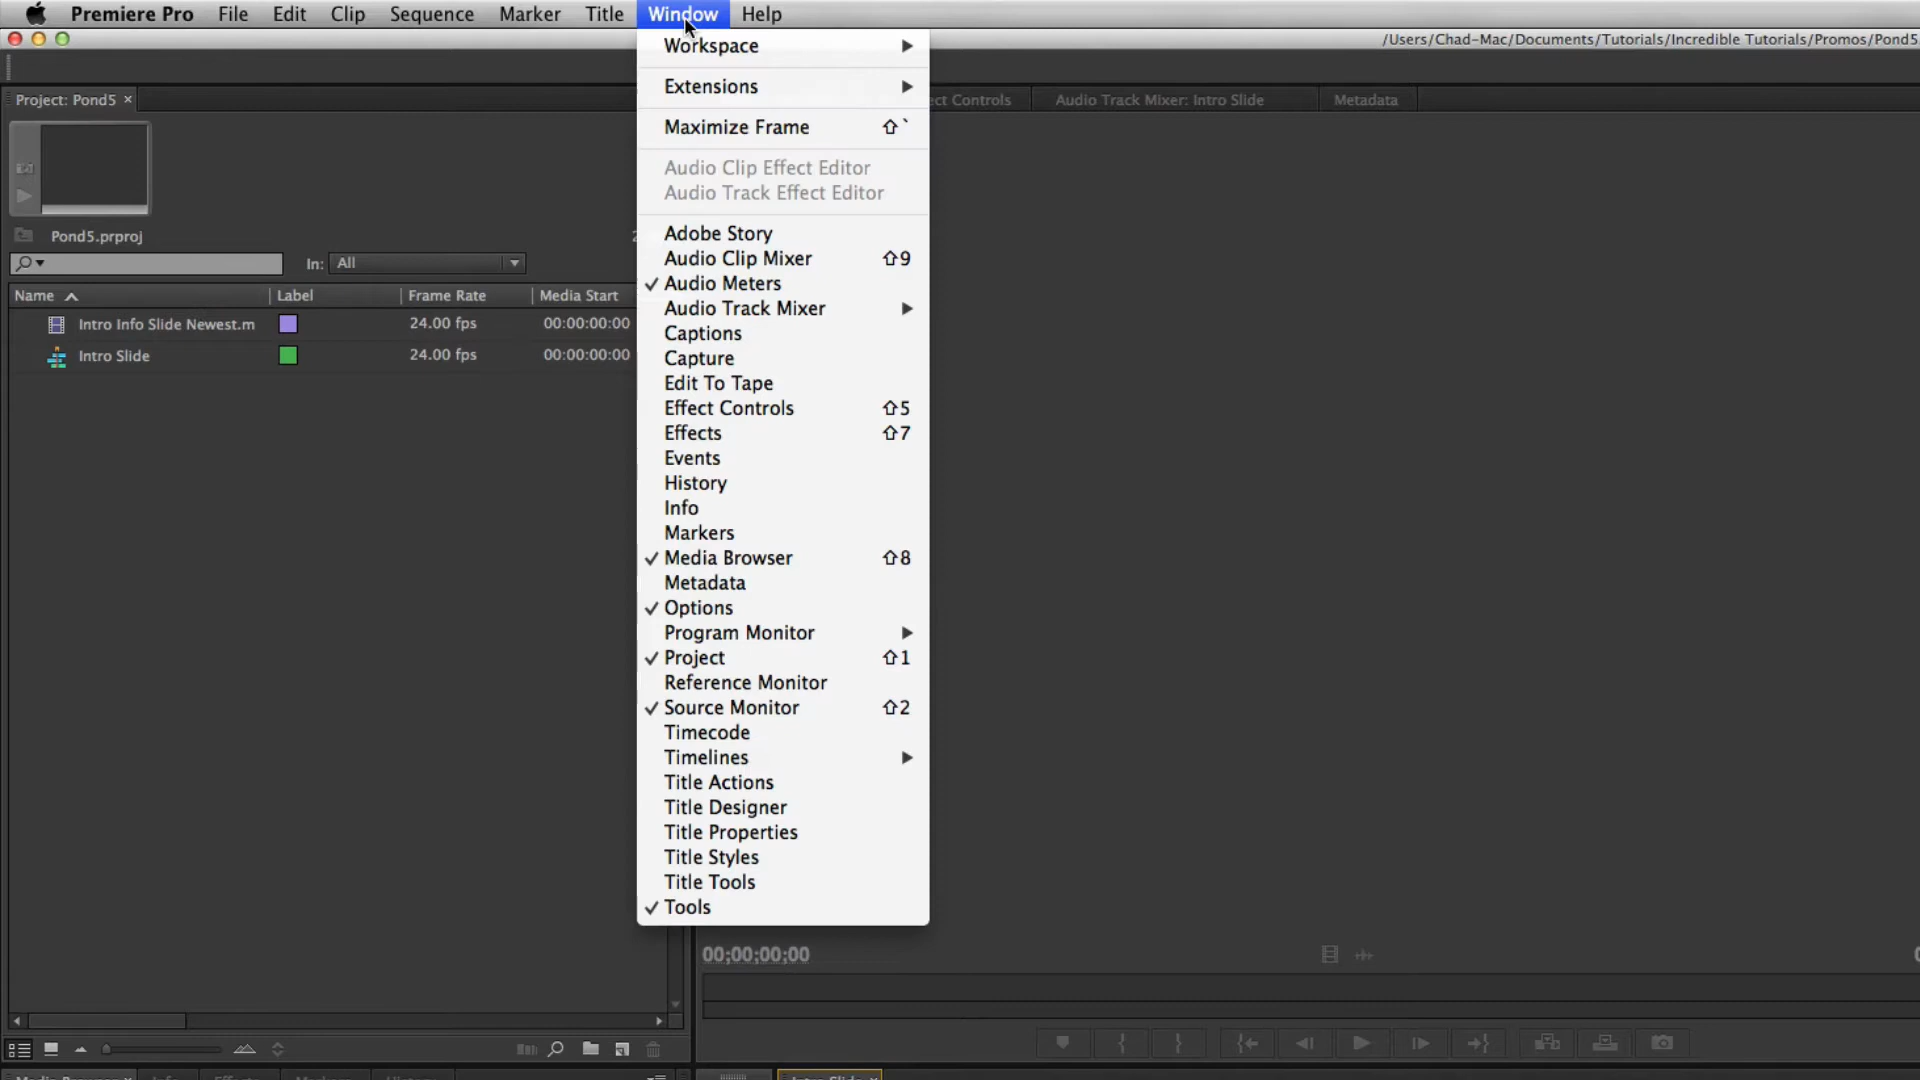 Premiere Pro File Edit Clip Sequence Marker Title Window Help
/Users/Chad-Mac/Documents/Tutorials/Incredible Tutorials/Promos/Pond5
Project: Pond5 ×
ect Controls
Audio Track Mixer: Intro Slide
Metadata
Pond5.prproj
In: All
Name
Label
Frame Rate
Media Start
Intro Info Slide Newest.m
24.00 fps
00:00:00:00
Intro Slide
24.00 fps
00:00:00:00
Workspace
Extensions
Maximize Frame ⇧`
Audio Clip Effect Editor
Audio Track Effect Editor
Adobe Story
Audio Clip Mixer ⇧9
✓ Audio Meters
Audio Track Mixer
Captions
Capture
Edit To Tape
Effect Controls ⇧5
Effects ⇧7
Events
History
Info
Markers
✓ Media Browser ⇧8
Metadata
✓ Options
Program Monitor
✓ Project ⇧1
Reference Monitor
✓ Source Monitor ⇧2
Timecode
Timelines
Title Actions
Title Designer
Title Properties
Title Styles
Title Tools
✓ Tools
00;00;00;00